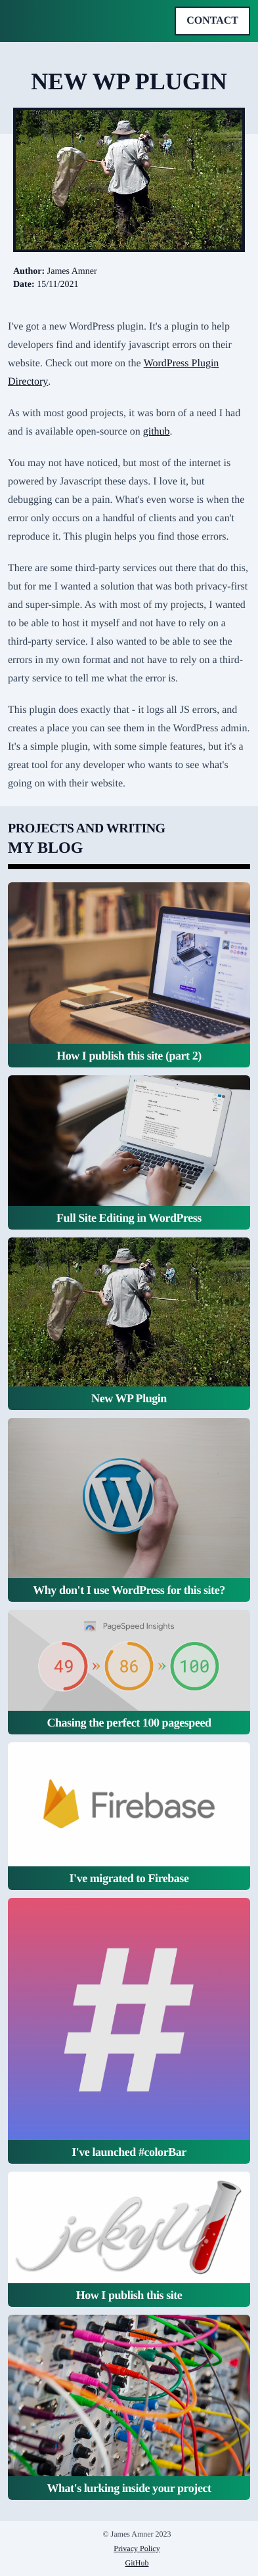 CONTACT
NEW WP PLUGIN
Author: James Amner
Date: 15/11/2021
I've got a new WordPress plugin. It's a plugin to help
developers find and identify javascript errors on their
website. Check out more on the WordPress Plugin
Directory.
As with most good projects, it was born of a need I had
and is available open-source on github.
You may not have noticed, but most of the internet is
powered by Javascript these days. I love it, but
debugging can be a pain. What's even worse is when the
error only occurs on a handful of clients and you can't
reproduce it. This plugin helps you find those errors.
There are some third-party services out there that do this,
but for me I wanted a solution that was both privacy-first
and super-simple. As with most of my projects, I wanted
to be able to host it myself and not have to rely on a
third-party service. I also wanted to be able to see the
errors in my own format and not have to rely on a third-
party service to tell me what the error is.
This plugin does exactly that - it logs all JS errors, and
creates a place you can see them in the WordPress admin.
It's a simple plugin, with some simple features, but it's a
great tool for any developer who wants to see what's
going on with their website.
PROJECTS AND WRITING
MY BLOG
How I publish this site (part 2)
Full Site Editing in WordPress
New WP Plugin
W
Why don't I use WordPress for this site?
PageSpeed Insights
49 » 86 » 100
Chasing the perfect 100 pagespeed
Firebase
I've migrated to Firebase
#
I've launched #colorBar
jekyll
How I publish this site
What's lurking inside your project
© James Amner 2023
Privacy Policy
GitHub